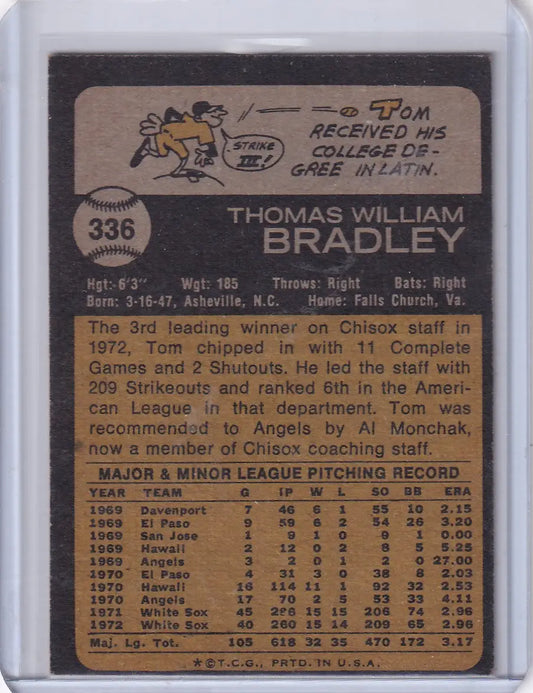 TOM
RECEIVED HIS
COLLEGE DE-
GREE IN LATIN.
STRIKE
III!
336
THOMAS WILLIAM
BRADLEY
Hgt: 6'3" Wgt: 185 Throws: Right Bats: Right
Born: 3-16-47, Asheville, N.C. Home: Falls Church, Va.
The 3rd leading winner on Chisox staff in
1972, Tom chipped in with 11 Complete
Games and 2 Shutouts. He led the staff with
209 Strikeouts and ranked 6th in the Ameri-
can League in that department. Tom was
recommended to Angels by Al Monchak,
now a member of Chisox coaching staff.
MAJOR & MINOR LEAGUE PITCHING RECORD
YEAR TEAM G IP W L SO BB ERA
1969 Davenport 7 46 6 1 55 10 2.15
1969 El Paso 9 59 6 2 54 26 3.20
1969 San Jose 1 9 1 0 1 0.00
1969 Hawaii 2 12 0 2 8 5 5.25
1969 Angels 3 2 0 1 2 0 27.00
1970 El Paso 4 31 3 0 38 8 2.03
1970 Hawaii 16 114 11 1 92 32 2.53
1970 Angels 17 70 2 5 53 33 4.11
1971 White Sox 45 286 15 15 206 74 2.96
1972 White Sox 40 260 15 14 209 65 2.96
Maj. Lg. Tot. 105 618 32 35 470 172 3.17
★©T.C.G., PRTD. IN U.S.A.